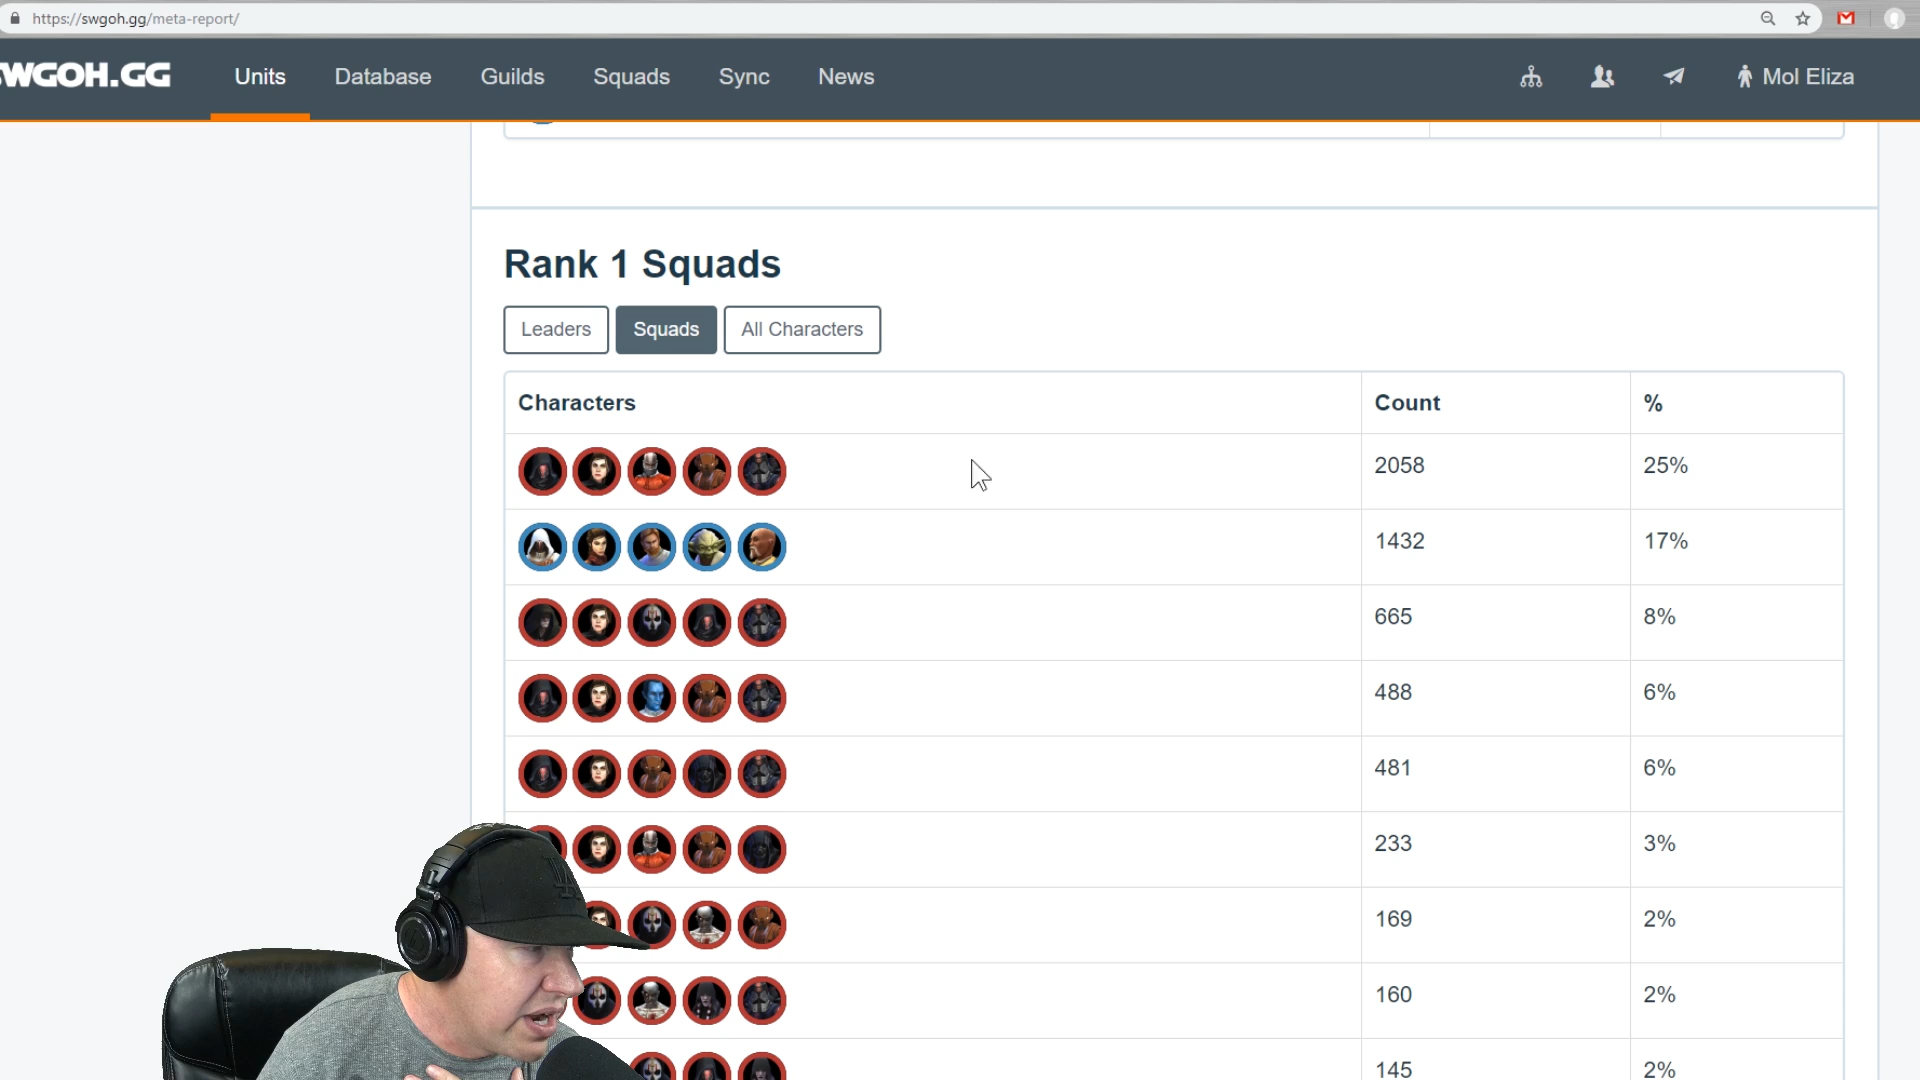 https://swgoh.gg/meta-report/
SWGOH.GG Units Database Guilds Squads Sync News Mol Eliza
Rank 1 Squads
Leaders Squads All Characters
Characters Count %
2058 25%
1432 17%
665 8%
488 6%
481 6%
233 3%
169 2%
160 2%
145 2%